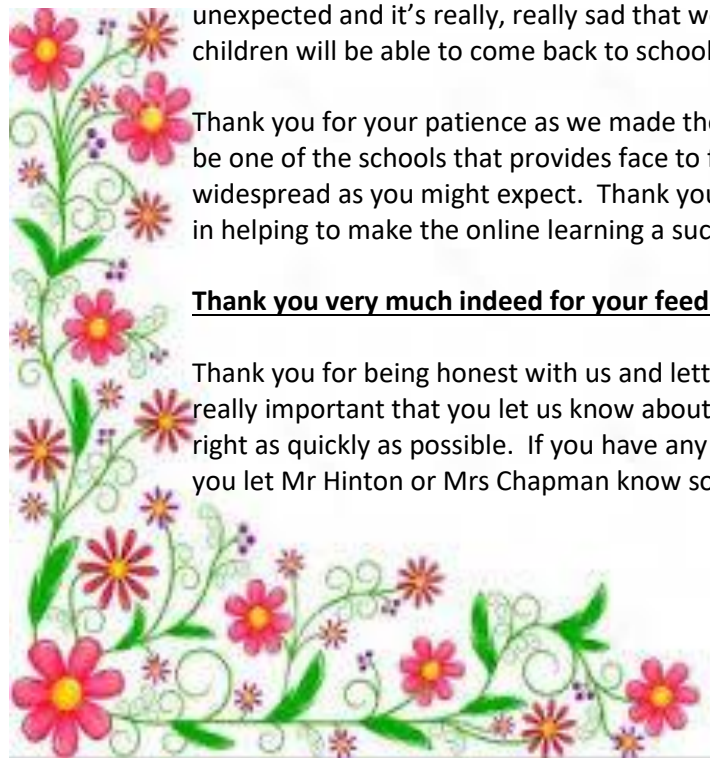 unexpected and it's really, really sad that w
children will be able to come back to school
Thank you for your patience as we made th
be one of the schools that provides face to f
widespread as you might expect.  Thank you
in helping to make the online learning a suc
Thank you very much indeed for your feed
Thank you for being honest with us and lett
really important that you let us know about
right as quickly as possible.  If you have any
you let Mr Hinton or Mrs Chapman know so